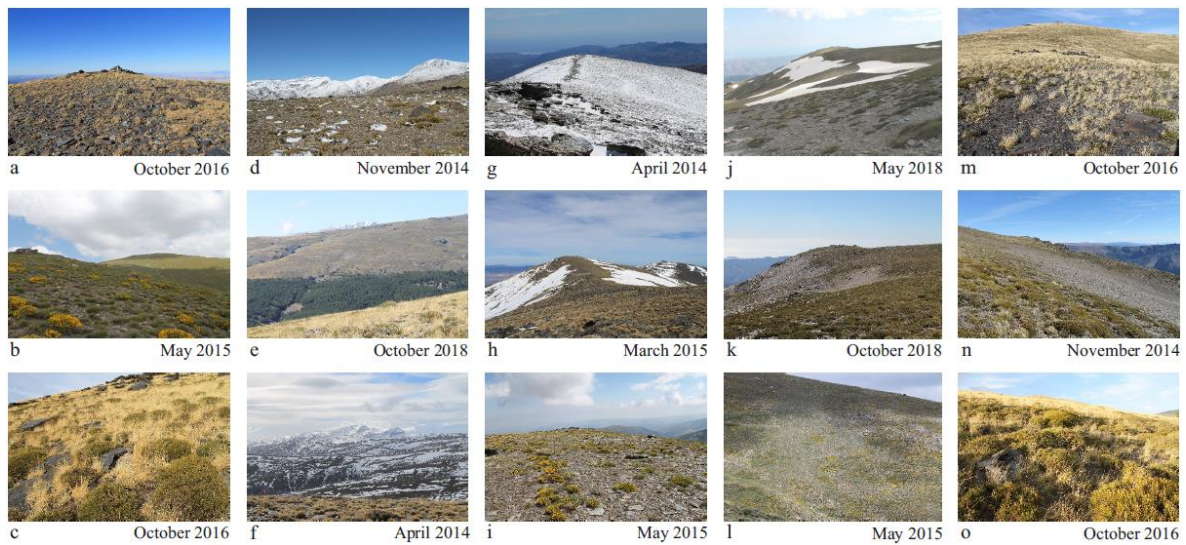 a October 2016
d November 2014
g April 2014
j May 2018
m October 2016
b May 2015
e October 2018
h March 2015
k October 2018
n November 2014
c October 2016
f April 2014
i May 2015
l May 2015
o October 2016